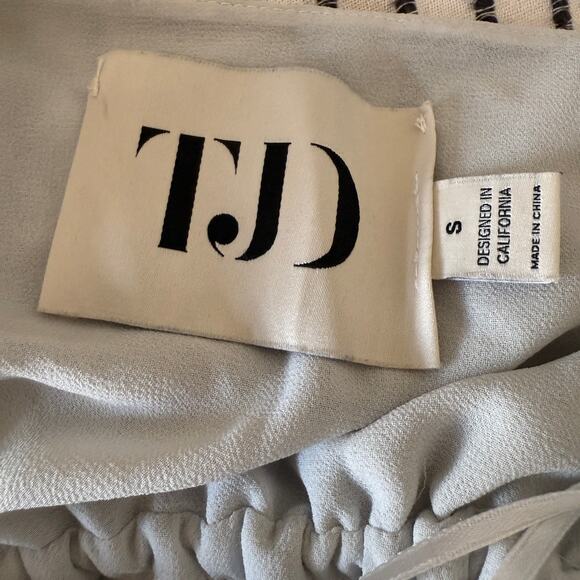 TJD
S
DESIGNED IN
CALIFORNIA
MADE IN CHINA